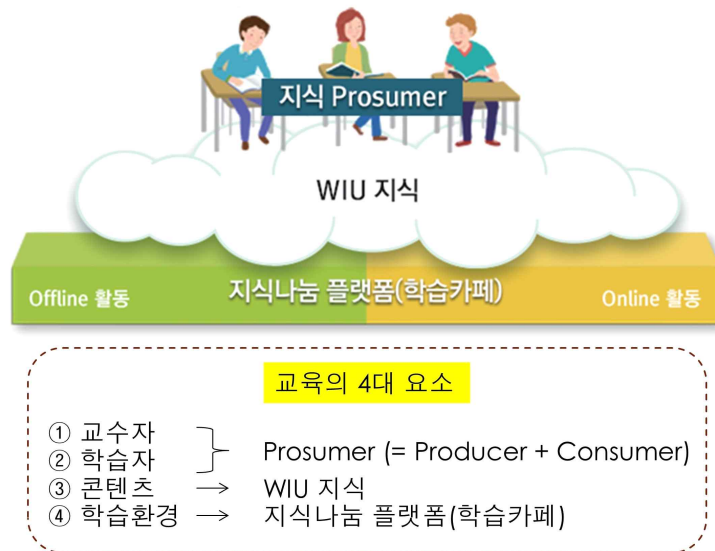 지식 Prosumer
WIU 지식
Offline 활동
지식나눔 플랫폼(학습카페)
Online 활동
교육의 4대 요소
① 교수자
② 학습자
Prosumer (= Producer + Consumer)
③ 콘텐츠 → WIU 지식
④ 학습환경 → 지식나눔 플랫폼(학습카페)